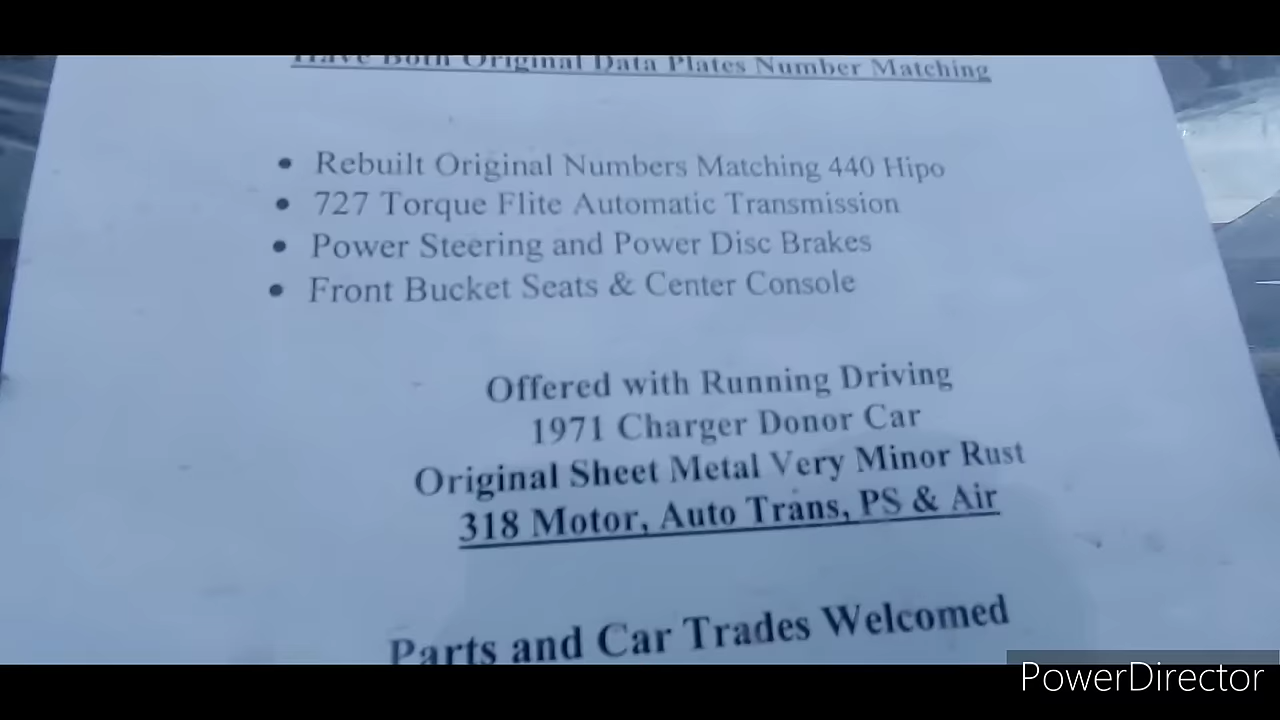 Have Both Original Data Plates Number Matching
• Rebuilt Original Numbers Matching 440 Hipo
• 727 Torque Flite Automatic Transmission
• Power Steering and Power Disc Brakes
• Front Bucket Seats & Center Console
Offered with Running Driving
1971 Charger Donor Car
Original Sheet Metal Very Minor Rust
318 Motor, Auto Trans, PS & Air
Parts and Car Trades Welcomed
PowerDirector